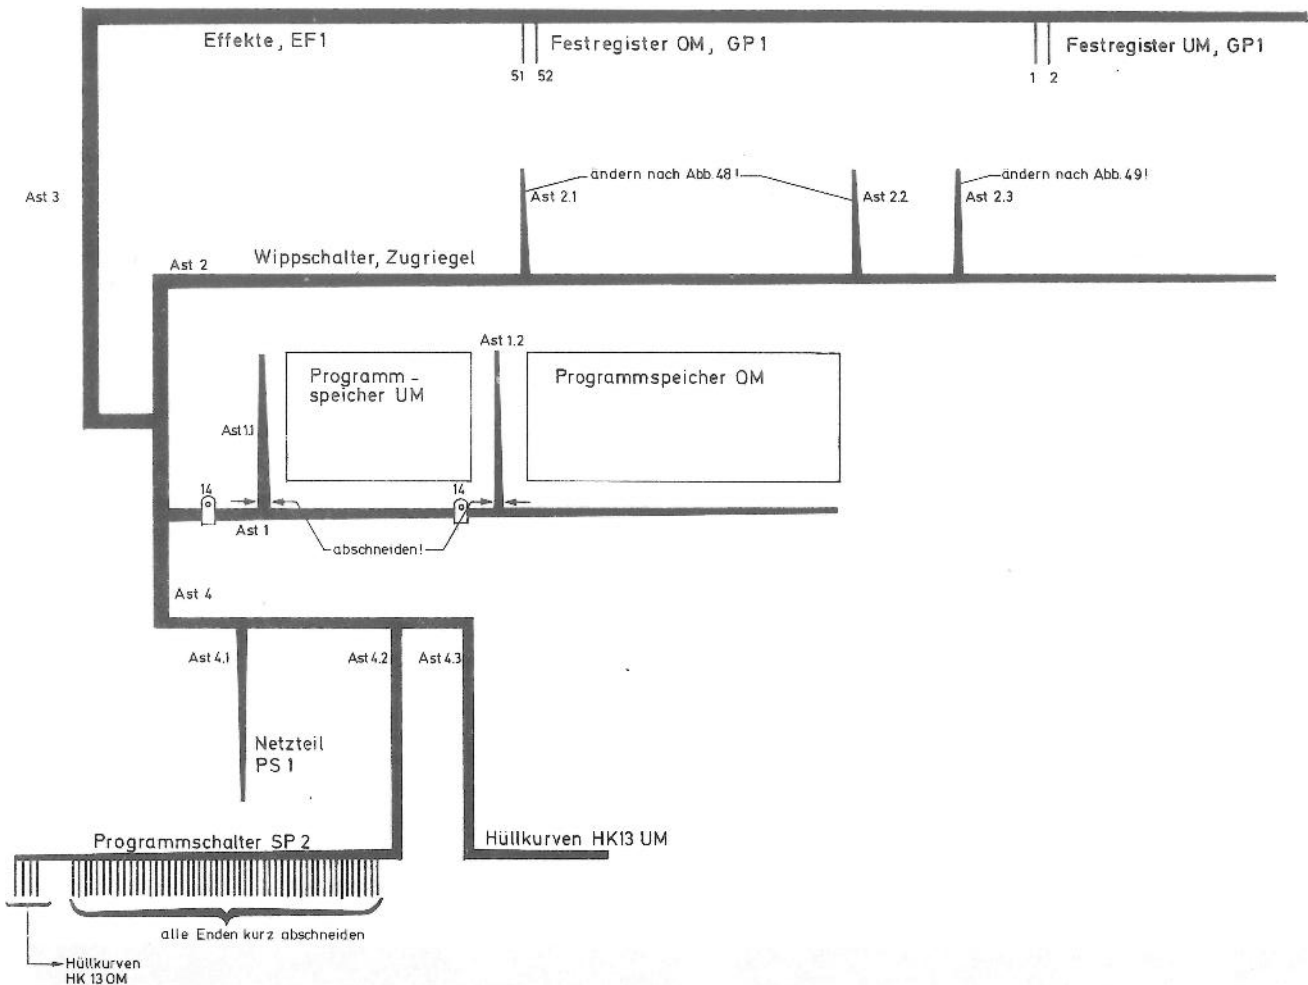 Effekte, EF1
Festregister OM, GP1
Festregister UM, GP1
51 52
1 2
Ast 3
ändern nach Abb. 48!
ändern nach Abb. 49!
Ast 2.1
Ast 2.2
Ast 2.3
Ast 2
Wippschalter, Zugriegel
Ast 1.2
Programm-
speicher UM
Programmspeicher OM
Ast 1.1
14
14
Ast 1
abschneiden!
Ast 4
Ast 4.1
Ast 4.2
Ast 4.3
Netzteil
PS 1
Programmschalter SP 2
Hüllkurven HK13 UM
alle Enden kurz abschneiden
Hüllkurven
HK 13 OM